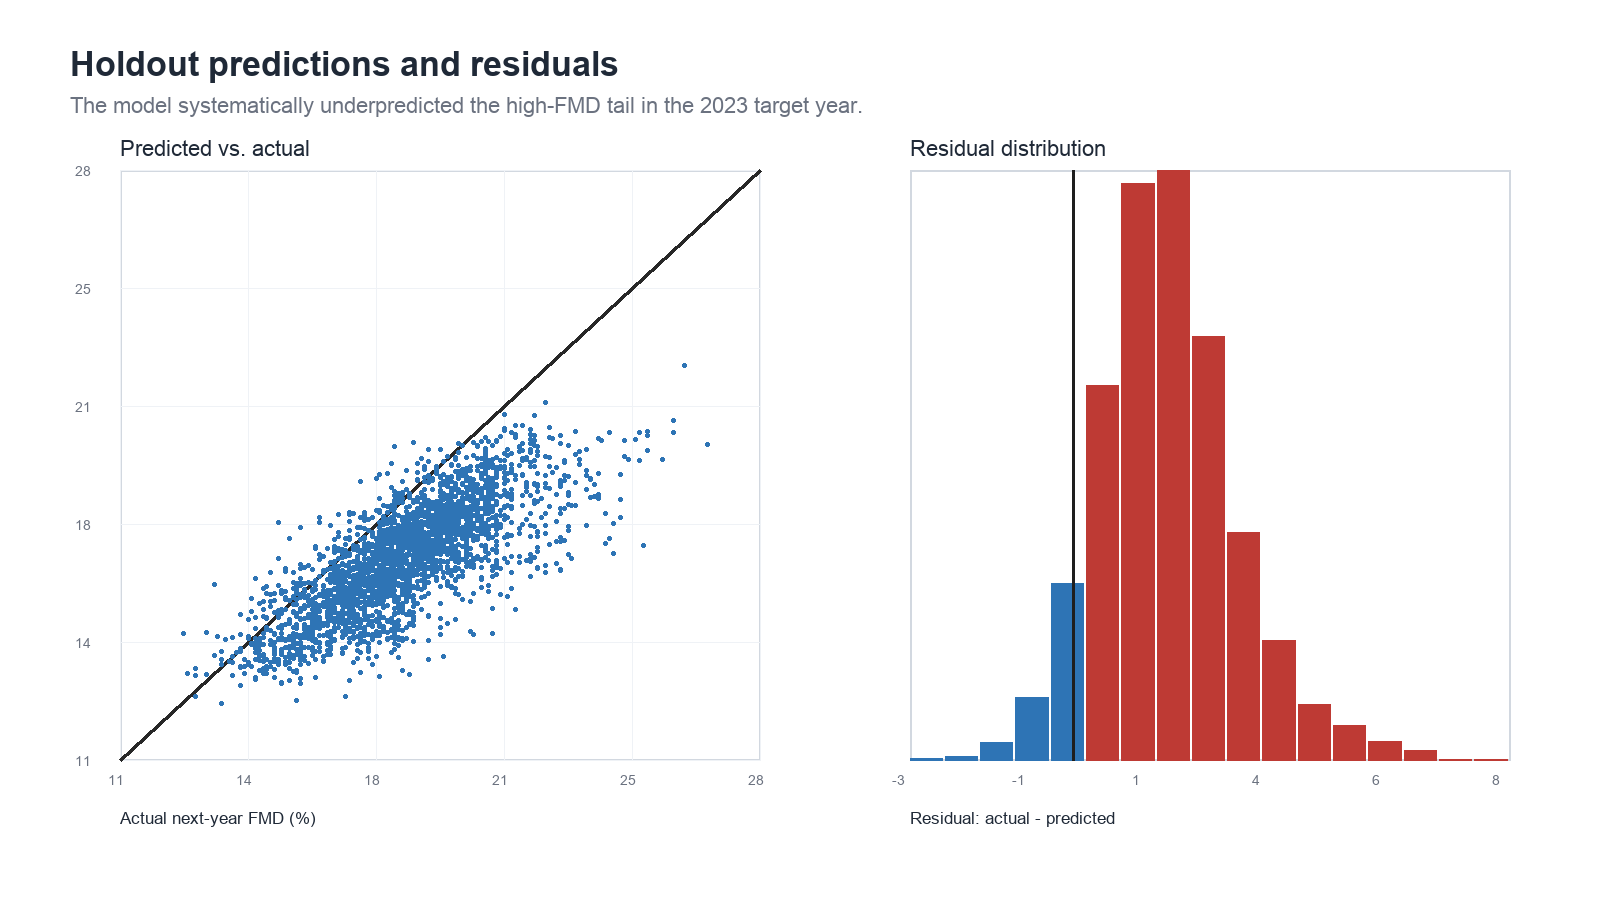 Holdout predictions and residuals
The model systematically underpredicted the high-FMD tail in the 2023 target year.
Predicted vs. actual
28
25
21
18
14
11
11 14 18 21 25 28
Actual next-year FMD (%)
Residual distribution
-3 -1 1 4 6 8
Residual: actual - predicted